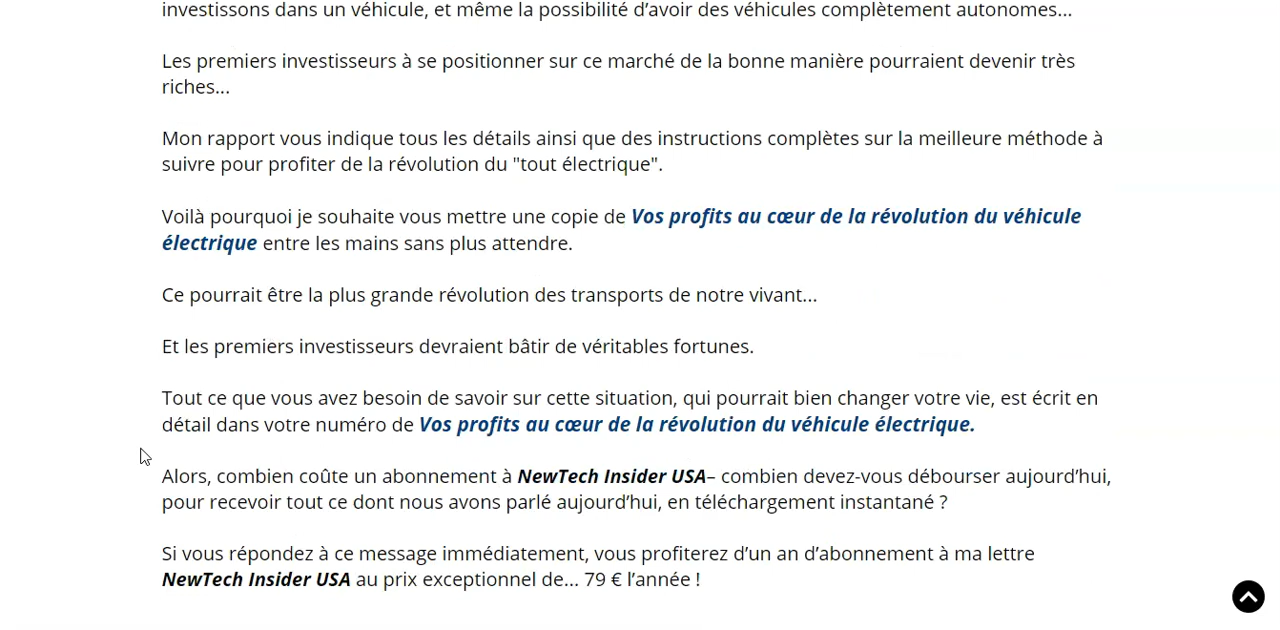 investissons dans un véhicule, et même la possibilité d’avoir des véhicules complètement autonomes...
Les premiers investisseurs à se positionner sur ce marché de la bonne manière pourraient devenir très
riches...
Mon rapport vous indique tous les détails ainsi que des instructions complètes sur la meilleure méthode à
suivre pour profiter de la révolution du "tout électrique".
Voilà pourquoi je souhaite vous mettre une copie de Vos profits au cœur de la révolution du véhicule
électrique entre les mains sans plus attendre.
Ce pourrait être la plus grande révolution des transports de notre vivant...
Et les premiers investisseurs devraient bâtir de véritables fortunes.
Tout ce que vous avez besoin de savoir sur cette situation, qui pourrait bien changer votre vie, est écrit en
détail dans votre numéro de Vos profits au cœur de la révolution du véhicule électrique.
Alors, combien coûte un abonnement à NewTech Insider USA– combien devez-vous débourser aujourd’hui,
pour recevoir tout ce dont nous avons parlé aujourd’hui, en téléchargement instantané ?
Si vous répondez à ce message immédiatement, vous profiterez d’un an d’abonnement à ma lettre
NewTech Insider USA au prix exceptionnel de... 79 € l’année !